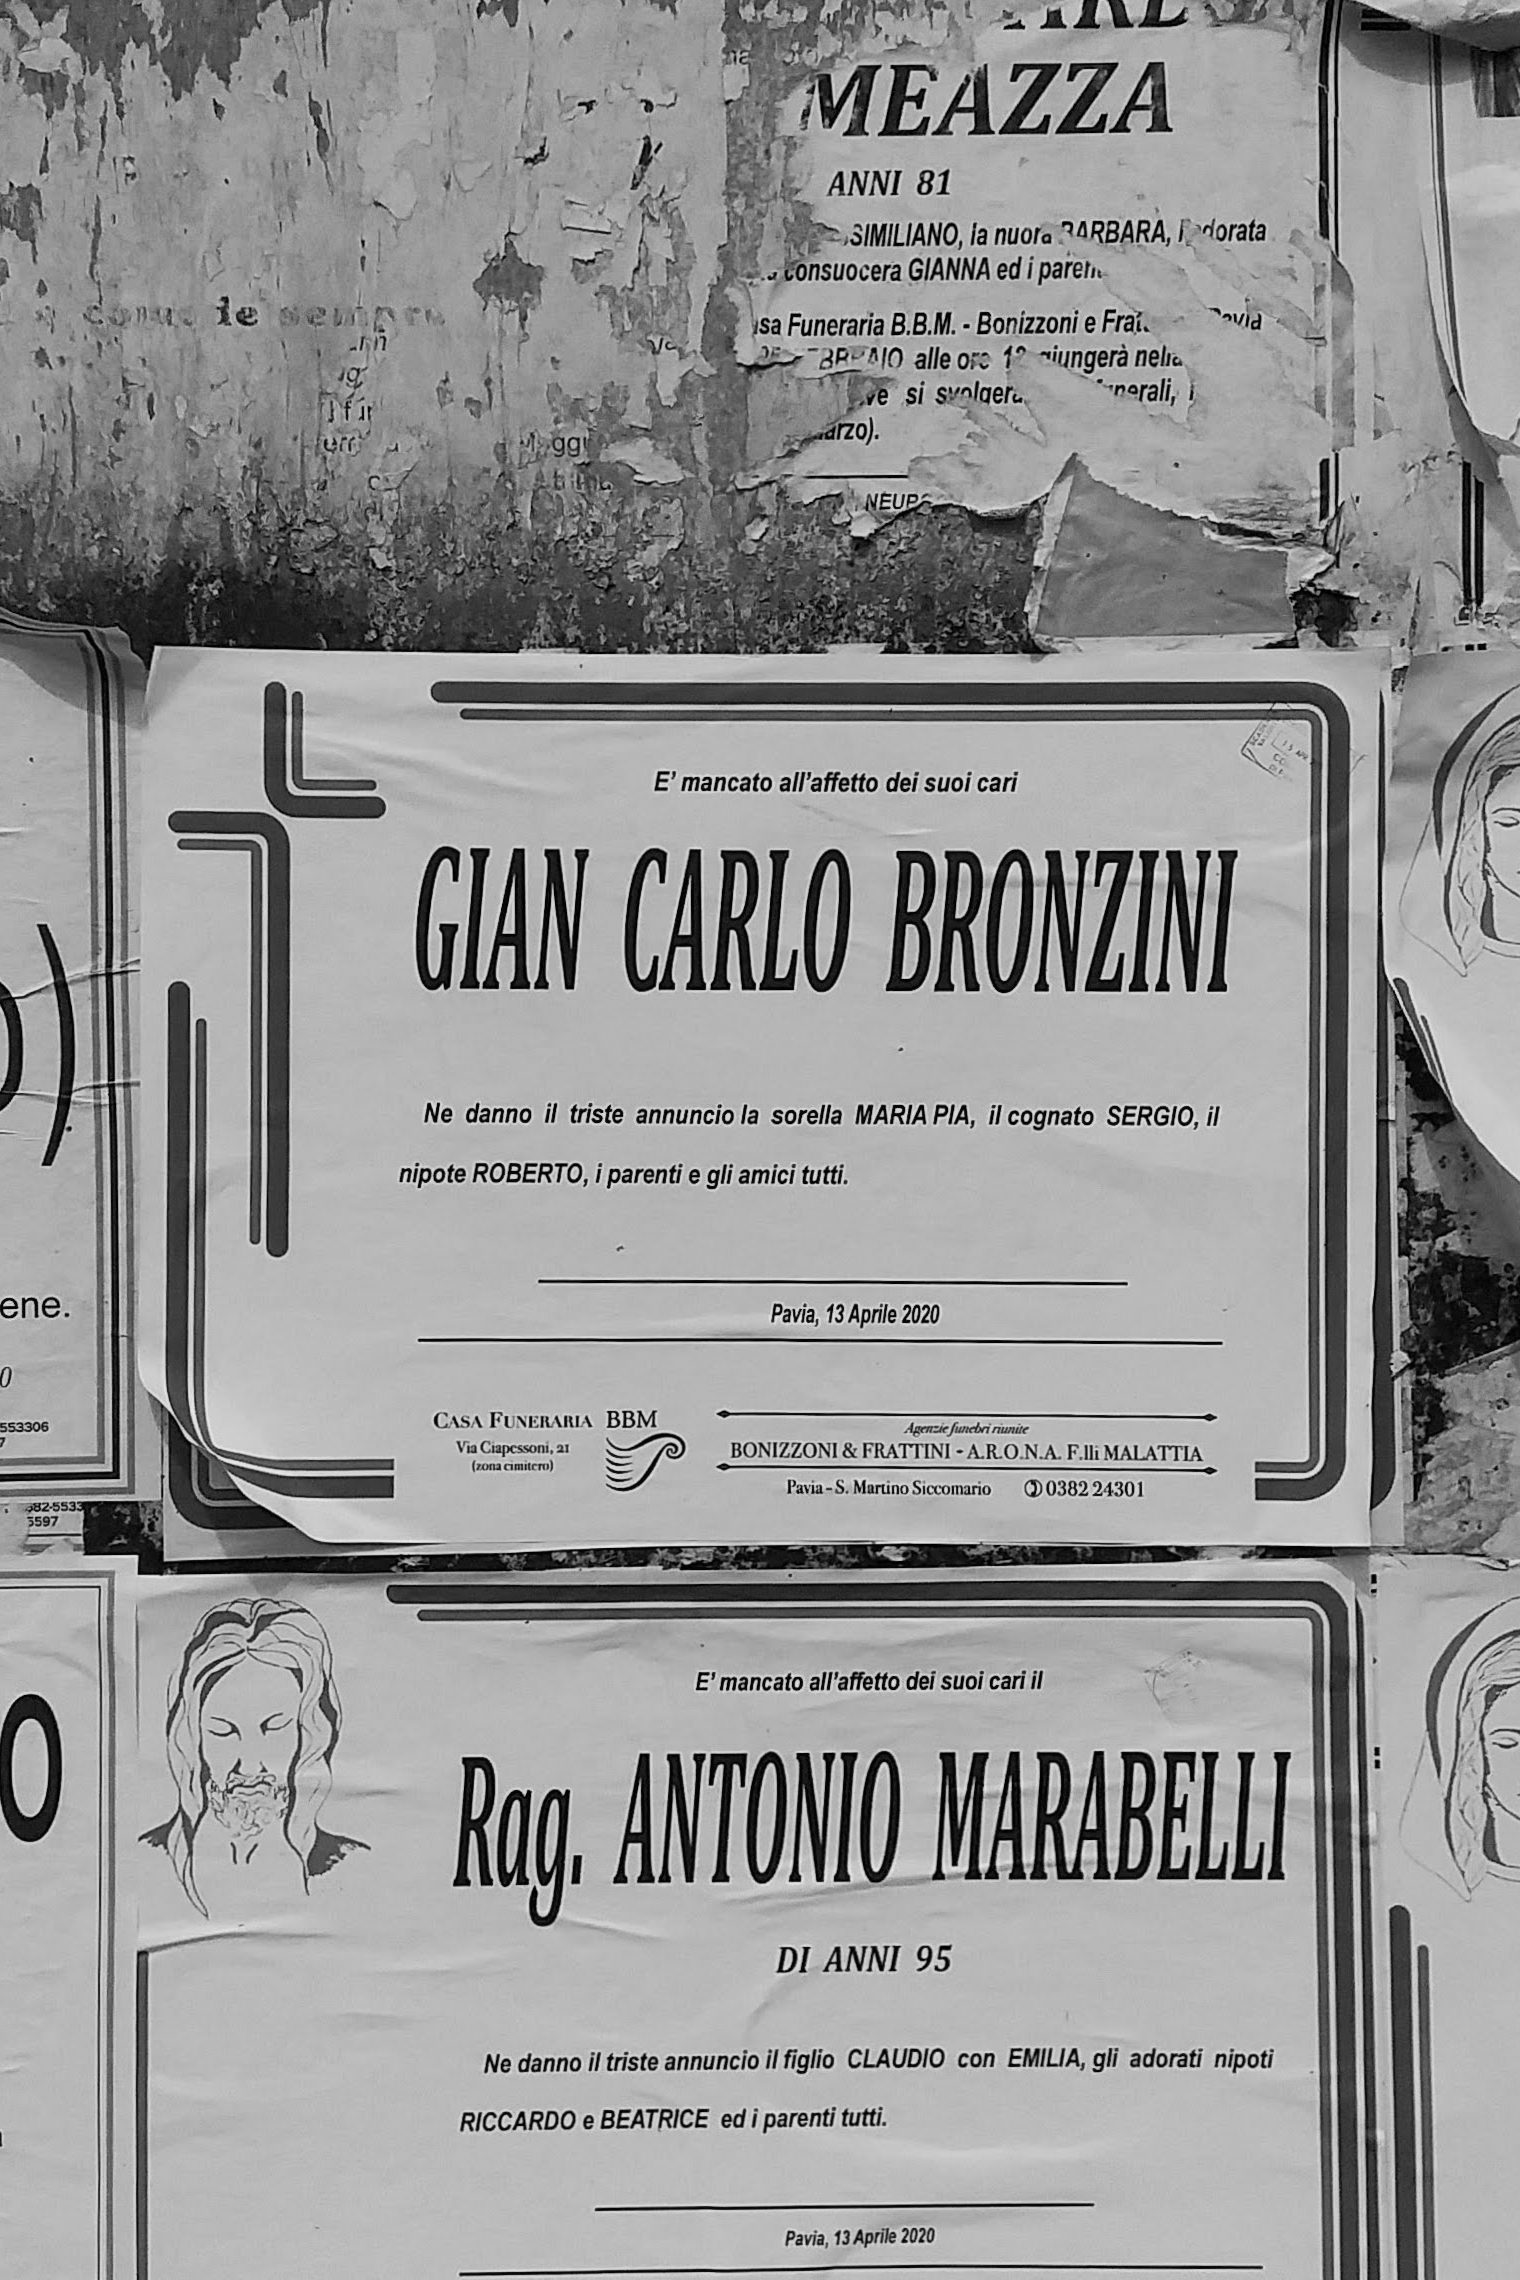 MEAZZA
ANNI 81
la nuora BARBARA,
consuocera GIANNA ed i
Funeraria B.B.M. - Bonizzoni e
alle giungerà
si
come le sempre
E' mancato all'affetto dei suoi cari
GIAN CARLO BRONZINI
Ne danno il triste annuncio la sorella MARIA PIA, il cognato SERGIO, il
nipote ROBERTO, i parenti e gli amici tutti.
Pavia, 13 Aprile 2020
CASA FUNERARIA BBM
Via Ciapessoni, 21
(zona cimitero)
Agenzie funebri riunite
BONIZZONI & FRATTINI - A.R.O.N.A. F.lli MALATTIA
Pavia - S. Martino Siccomario 0382 24301
ene.
553306
E' mancato all'affetto dei suoi cari il
Rag. ANTONIO MARABELLI
DI ANNI 95
Ne danno il triste annuncio il figlio CLAUDIO con EMILIA, gli adorati nipoti
RICCARDO e BEATRICE ed i parenti tutti.
Pavia, 13 Aprile 2020